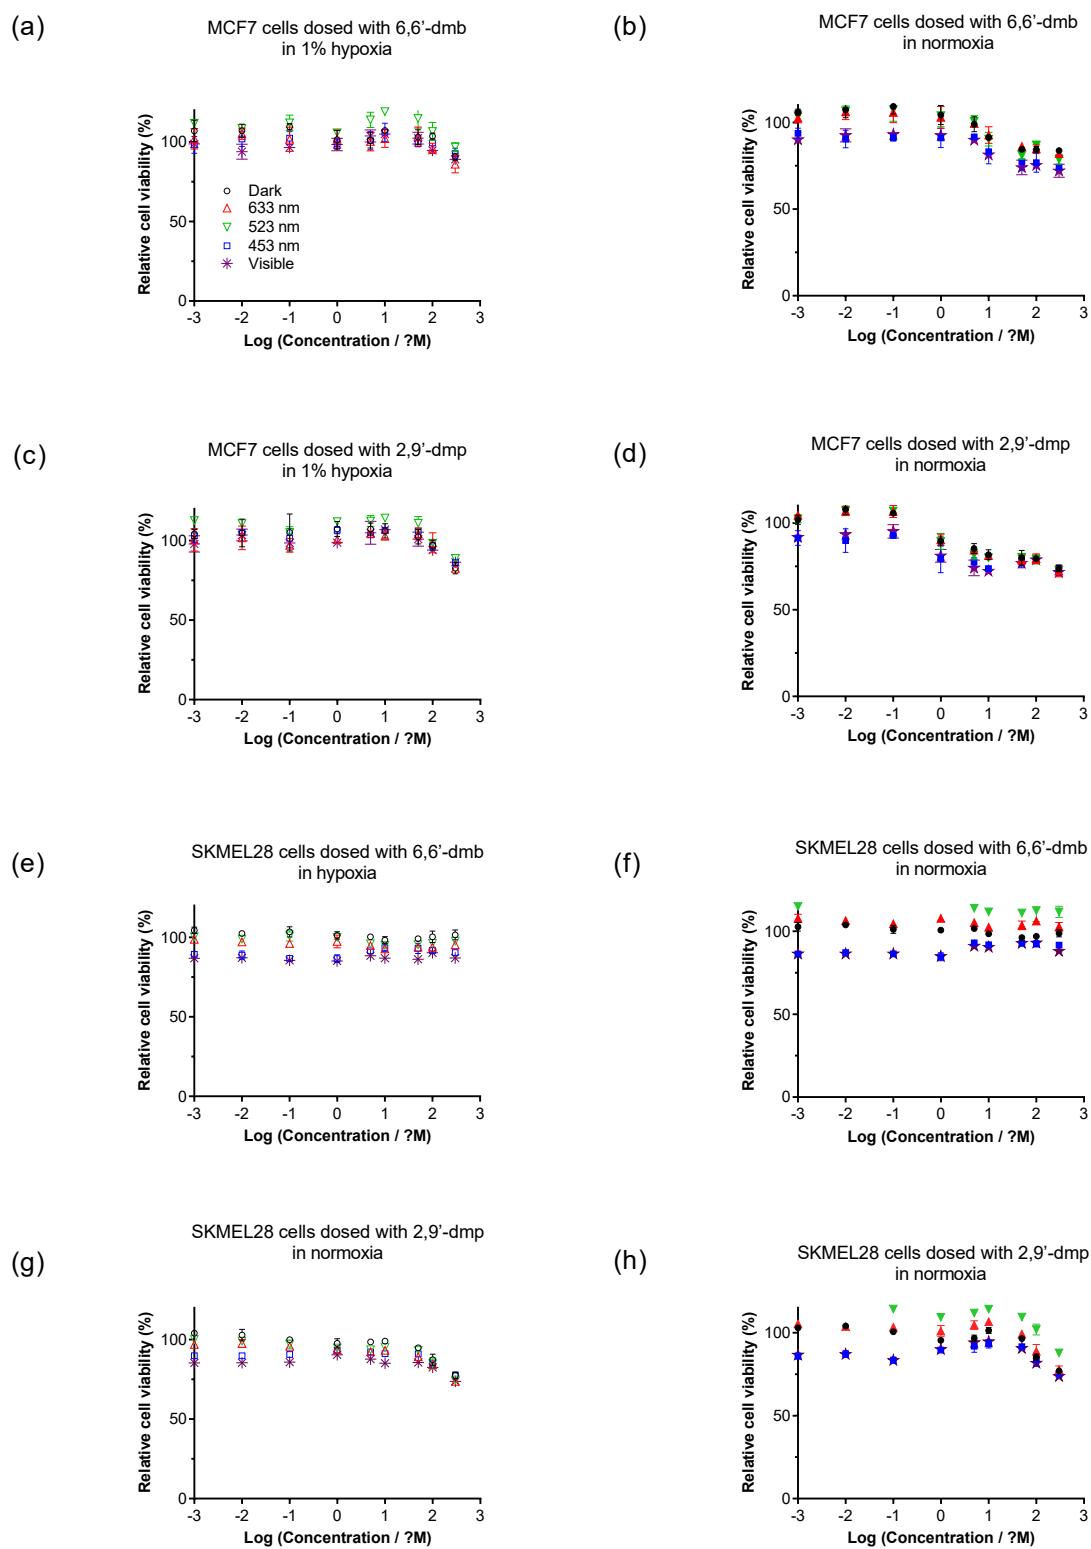 (a)
MCF7 cells dosed with 6,6'-dmb
in 1% hypoxia
Relative cell viability (%)
100
50
0
Dark
633 nm
523 nm
453 nm
Visible
-3 -2 -1 0 1 2 3
Log (Concentration / ?M)
(b)
MCF7 cells dosed with 6,6'-dmb
in normoxia
Relative cell viability (%)
100
50
0
-3 -2 -1 0 1 2 3
Log (Concentration / ?M)
(c)
MCF7 cells dosed with 2,9'-dmp
in 1% hypoxia
Relative cell viability (%)
100
50
0
-3 -2 -1 0 1 2 3
Log (Concentration / ?M)
(d)
MCF7 cells dosed with 2,9'-dmp
in normoxia
Relative cell viability (%)
100
50
0
-3 -2 -1 0 1 2 3
Log (Concentration / ?M)
(e)
SKMEL28 cells dosed with 6,6'-dmb
in hypoxia
Relative cell viability (%)
100
50
0
-3 -2 -1 0 1 2 3
Log (Concentration / ?M)
(f)
SKMEL28 cells dosed with 6,6'-dmb
in normoxia
Relative cell viability (%)
100
50
0
-3 -2 -1 0 1 2 3
Log (Concentration / ?M)
(g)
SKMEL28 cells dosed with 2,9'-dmp
in normoxia
Relative cell viability (%)
100
50
0
-3 -2 -1 0 1 2 3
Log (Concentration / ?M)
(h)
SKMEL28 cells dosed with 2,9'-dmp
in normoxia
Relative cell viability (%)
100
50
0
-3 -2 -1 0 1 2 3
Log (Concentration / ?M)